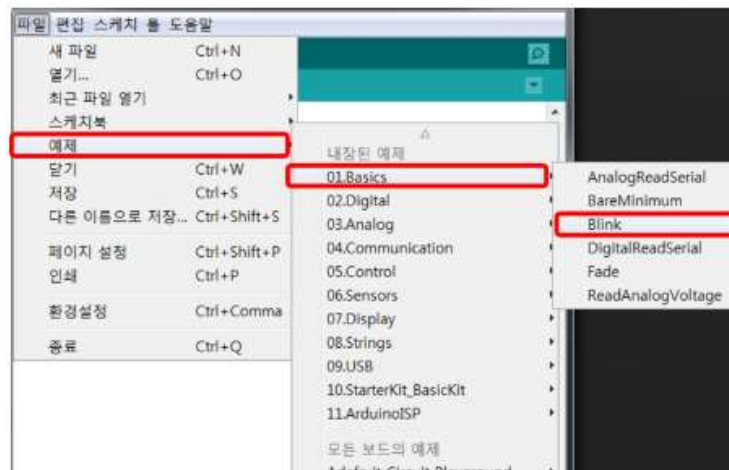 파일 편집 스케치 툴 도움말
새 파일 Ctrl+N
열기... Ctrl+O
최근 파일 열기
스케치북
예제
닫기 Ctrl+W
저장 Ctrl+S
다른 이름으로 저장... Ctrl+Shift+S
페이지 설정 Ctrl+Shift+P
인쇄 Ctrl+P
환경설정 Ctrl+Comma
종료 Ctrl+Q
내장된 예제
01.Basics
02.Digital
03.Analog
04.Communication
05.Control
06.Sensors
07.Display
08.Strings
09.USB
10.StarterKit_BasicKit
11.ArduinoISP
모든 보드의 예제
Adafruit Circuit Playground
AnalogReadSerial
BareMinimum
Blink
DigitalReadSerial
Fade
ReadAnalogVoltage